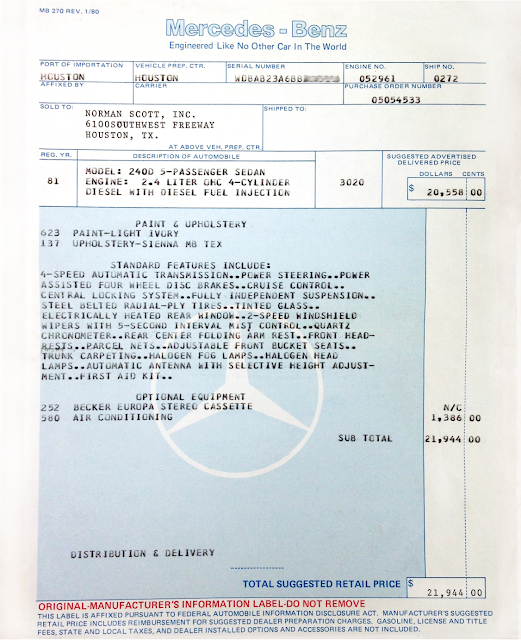 MB 270 REV. 1/80
Mercedes-Benz
Engineered Like No Other Car In The World
PORT OF IMPORTATION VEHICLE PREP. CTR. SERIAL NUMBER ENGINE NO. SHIP NO.
HOUSTON HOUSTON WDBAB23A6BB 052961 0272
AFFIXED BY CARRIER PURCHASE ORDER NUMBER
05054533
SOLD TO: SHIPPED TO:
NORMAN SCOTT, INC.
6100SOUTHWEST FREEWAY
HOUSTON, TX.
AT ABOVE VEH. PREP. CTR.
REG. YR. DESCRIPTION OF AUTOMOBILE SUGGESTED ADVERTISED
DELIVERED PRICE
DOLLARS CENTS
MODEL: 240D 5-PASSENGER SEDAN
81 ENGINE: 2.4 LITER OHC 4-CYLINDER 3020 $ 20,558 00
DIESEL WITH DIESEL FUEL INJECTION
PAINT & UPHOLSTERY
623 PAINT-LIGHT IVORY
137 UPHOLSTERY-SIENNA MB TEX
STANDARD FEATURES INCLUDE:
4-SPEED AUTOMATIC TRANSMISSION..POWER STEERING..POWER
ASSISTED FOUR WHEEL DISC BRAKES..CRUISE CONTROL..
CENTRAL LOCKING SYSTEM..FULLY INDEPENDENT SUSPENSION..
STEEL BELTED RADIAL-PLY TIRES..TINTED GLASS..
ELECTRICALLY HEATED REAR WINDOW..2-SPEED WINDSHIELD
WIPERS WITH 5-SECOND INTERVAL MIST CONTROL..QUARTZ
CHRONOMETER..REAR CENTER FOLDING ARM REST..FRONT HEAD-
RESTS..PARCEL NETS..ADJUSTABLE FRONT BUCKET SEATS..
TRUNK CARPETING..HALOGEN FOG LAMPS..HALOGEN HEAD
LAMPS..AUTOMATIC ANTENNA WITH SELECTIVE HEIGHT ADJUST-
MENT..FIRST AID KIT..
OPTIONAL EQUIPMENT
252 BECKER EUROPA STEREO CASSETTE N/C
580 AIR CONDITIONING 1,386 00
SUB TOTAL 21,944 00
DISTRIBUTION & DELIVERY
TOTAL SUGGESTED RETAIL PRICE $ 21,944 00
ORIGINAL-MANUFACTURER'S INFORMATION LABEL-DO NOT REMOVE
THIS LABEL IS AFFIXED PURSUANT TO FEDERAL AUTOMOBILE INFORMATION DISCLOSURE ACT. MANUFACTURER'S SUGGESTED
RETAIL PRICE INCLUDES REIMBURSEMENT FOR SUGGESTED DEALER PREPARATION CHARGES. GASOLINE, LICENSE AND TITLE
FEES, STATE AND LOCAL TAXES, AND DEALER INSTALLED OPTIONS AND ACCESSORIES ARE NOT INCLUDED.